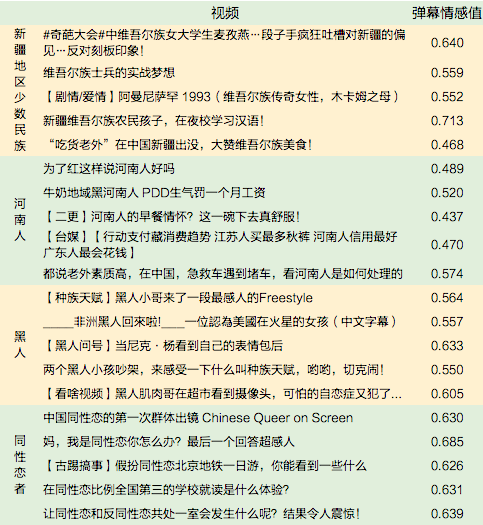 视频 弹幕情感值
新疆地区少数民族
#奇葩大会#中维吾尔族女大学生麦孜燕…段子手疯狂吐槽对新疆的偏
见…反对刻板印象！ 0.640
维吾尔族士兵的实战梦想 0.559
【剧情/爱情】阿曼尼萨罕 1993（维吾尔族传奇女性，木卡姆之母） 0.552
新疆维吾尔族农民孩子，在夜校学习汉语！ 0.713
“吃货老外”在中国新疆出没，大赞维吾尔族美食！ 0.468
河南人
为了红这样说河南人好吗 0.489
牛奶地域黑河南人 PDD生气罚一个月工资 0.520
【二更】河南人的早餐情怀？这一碗下去真舒服！ 0.437
【台媒】【行动支付藏消费趋势 江苏人买最多秋裤 河南人信用最好
广东人最会花钱】 0.470
都说老外素质高，在中国，急救车遇到堵车，看河南人是如何处理的 0.574
黑人
【种族天赋】黑人小哥来了一段最感人的Freestyle 0.564
_____非洲黑人回來啦!___一位認為美國在火星的女孩（中文字幕） 0.557
【黑人问号】当尼克·杨看到自己的表情包后 0.633
两个黑人小孩吵架，来感受一下什么叫种族天赋，哟哟，切克闹！ 0.550
【看啥视频】黑人肌肉哥在超市看到摄像头，可怕的自恋症又犯了... 0.605
同性恋者
中国同性恋的第一次群体出镜 Chinese Queer on Screen 0.630
妈，我是同性恋你怎么办？最后一个回答超感人 0.685
【古踢搞事】假扮同性恋北京地铁一日游，你能看到一些什么 0.626
在同性恋比例全国第三的学校就读是什么体验？ 0.631
让同性恋和反同性恋共处一室会发生什么呢？结果令人震惊！ 0.639